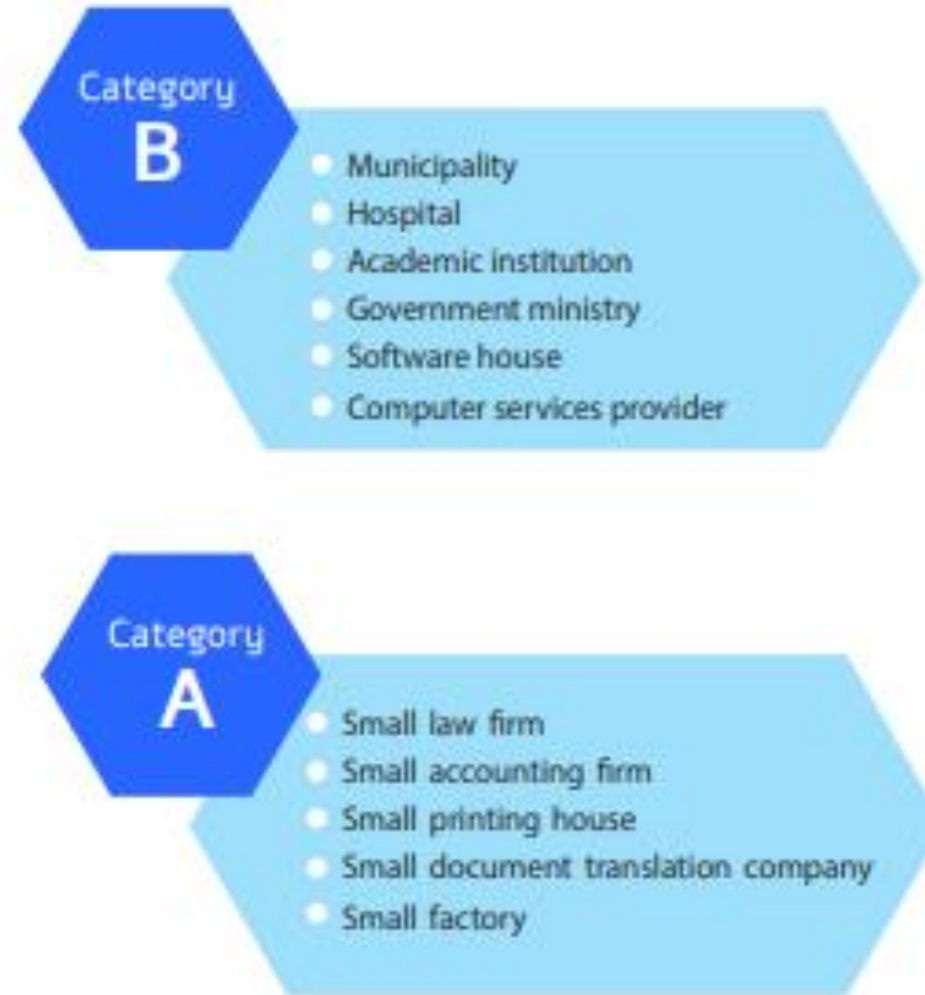 Category
B
Municipality
Hospital
Academic institution
Government ministry
Software house
Computer services provider
Category
A
Small law firm
Small accounting firm
Small printing house
Small document translation company
Small factory